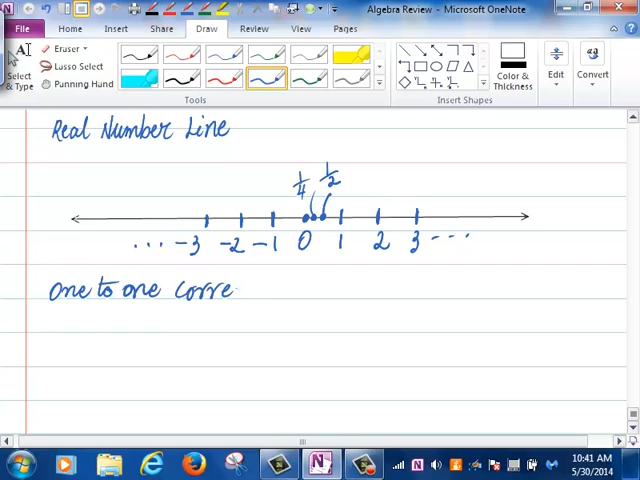 Algebra Review - Microsoft OneNote
File Home Insert Share Draw Review View
Select & Type
Eraser
Lasso Select
Panning Hand
Color & Thickness
Edit
Convert
Tools
Insert Shapes
Real Number Line
1/4 1/2
... -3 -2 -1 0 1 2 3 ...
One to one corre
10:41 AM
5/30/2014